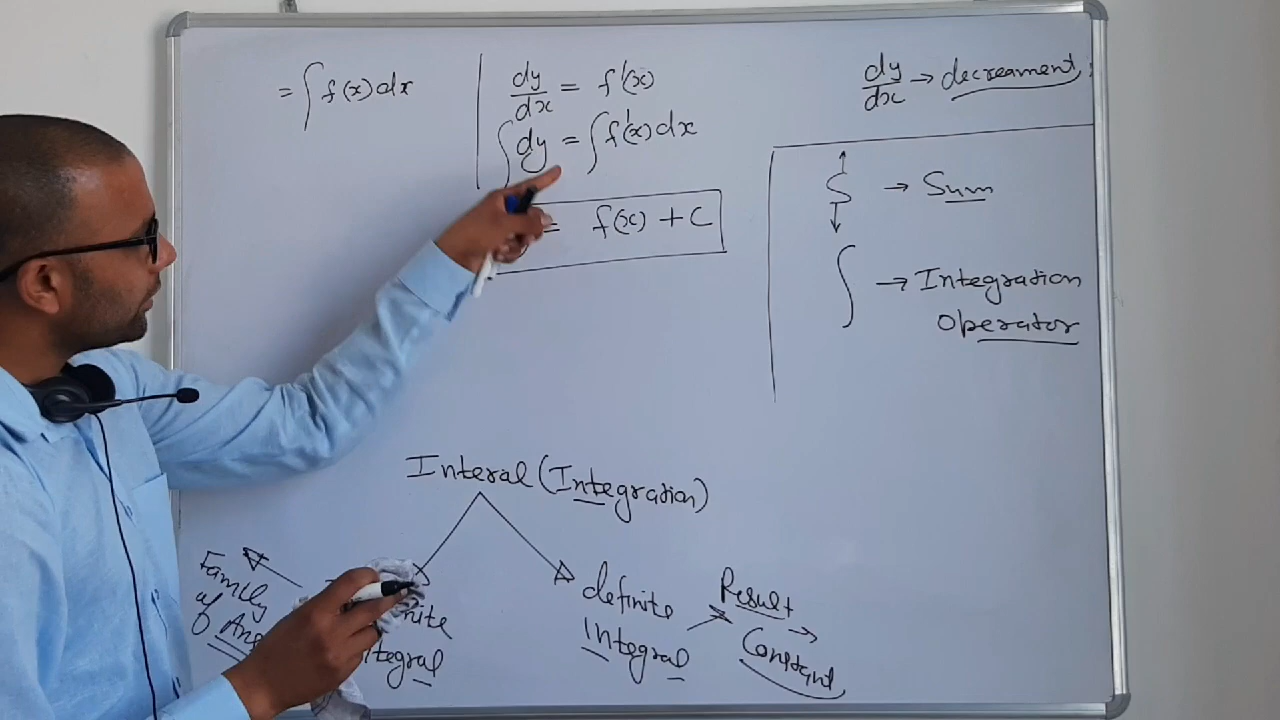 = ∫ f(x) dx
dy/dx = f'(x)
∫ dy = ∫ f'(x) dx
= f(x) + C
dy/dx → decreament
S → Sum
∫ → Integration
Operator
Interal (Integration)
Family
of
definite
Integral
Result →
Constant